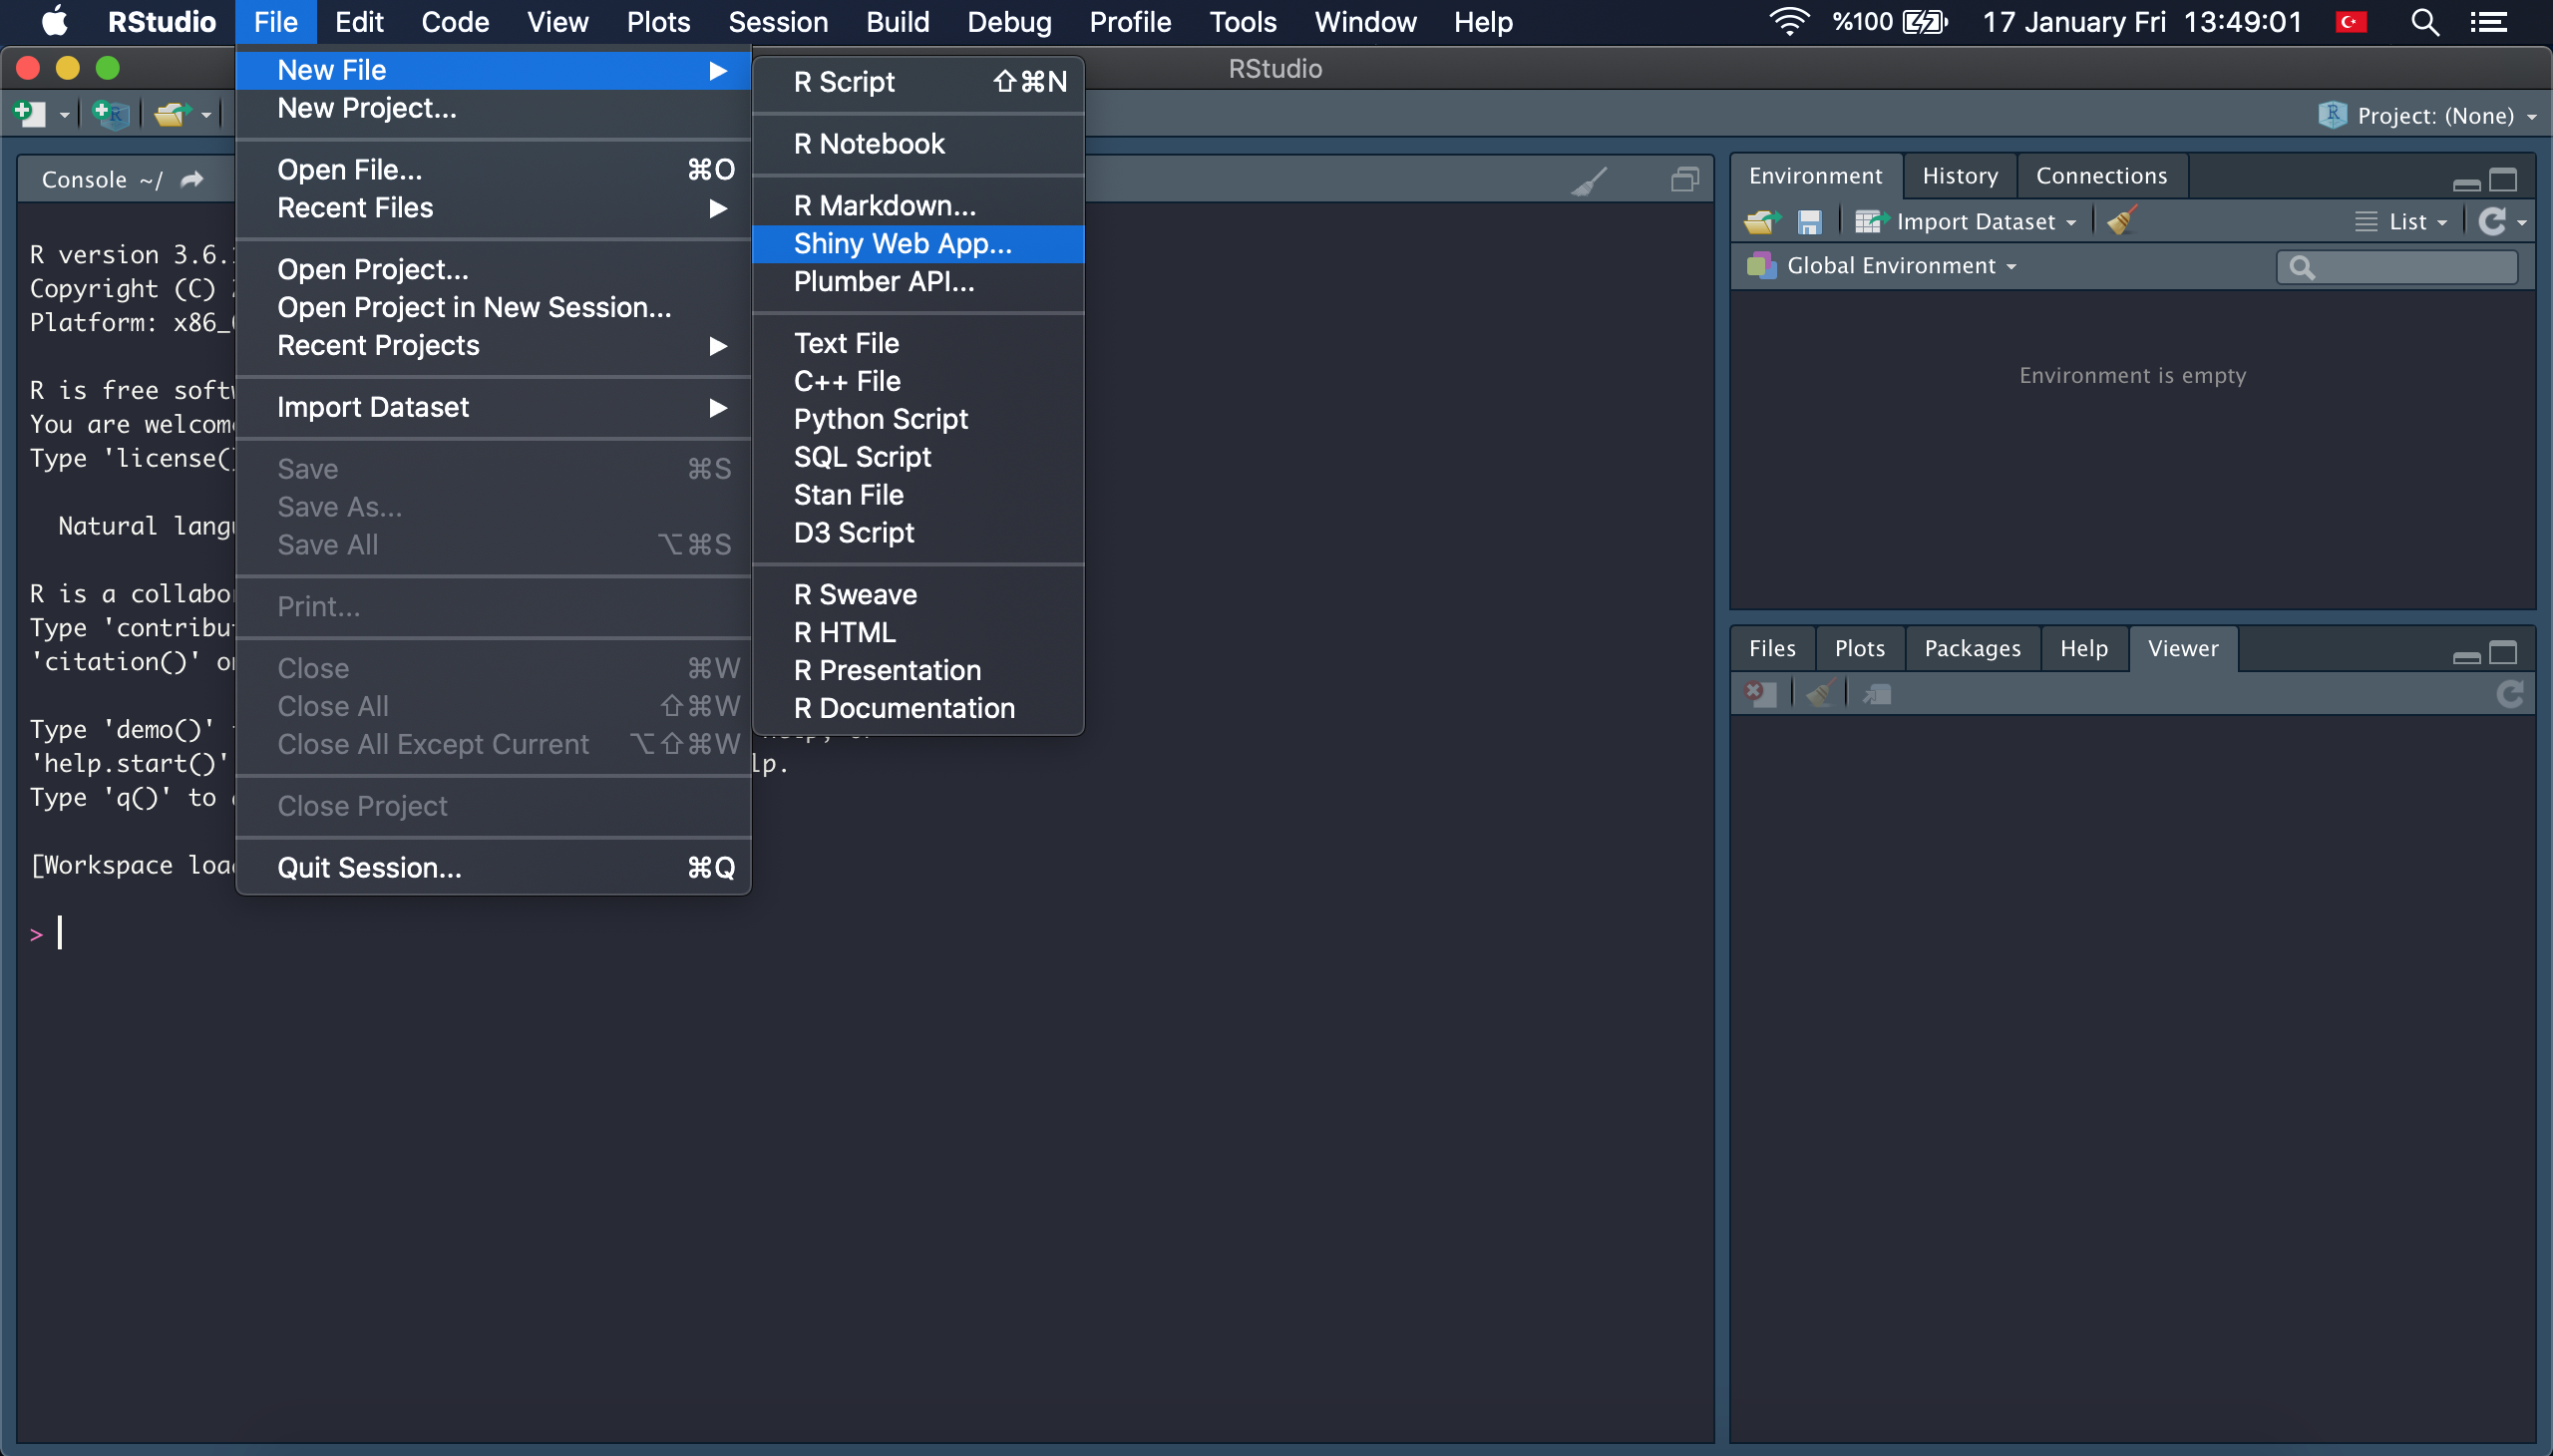 RStudio File Edit Code View Plots Session Build Debug Profile Tools Window Help %100 17 January Fri 13:49:01
RStudio
Project: (None)
New File
New Project...
Open File... ⌘O
Recent Files
Open Project...
Open Project in New Session...
Recent Projects
Import Dataset
Save ⌘S
Save As...
Save All ⌥⌘S
Print...
Close ⌘W
Close All ⇧⌘W
Close All Except Current ⌥⇧⌘W
Close Project
Quit Session... ⌘Q
R Script ⇧⌘N
R Notebook
R Markdown...
Shiny Web App...
Plumber API...
Text File
C++ File
Python Script
SQL Script
Stan File
D3 Script
R Sweave
R HTML
R Presentation
R Documentation
Console ~/
R version 3.6.
Copyright (C)
Platform: x86_
R is free
You are
Type 'license()
Natural
R is a
Type
'citation()'
Type 'demo()'
'help.start()' lp.
Type 'q()' to
[Workspace
>
Environment History Connections
Import Dataset List
Global Environment
Environment is empty
Files Plots Packages Help Viewer